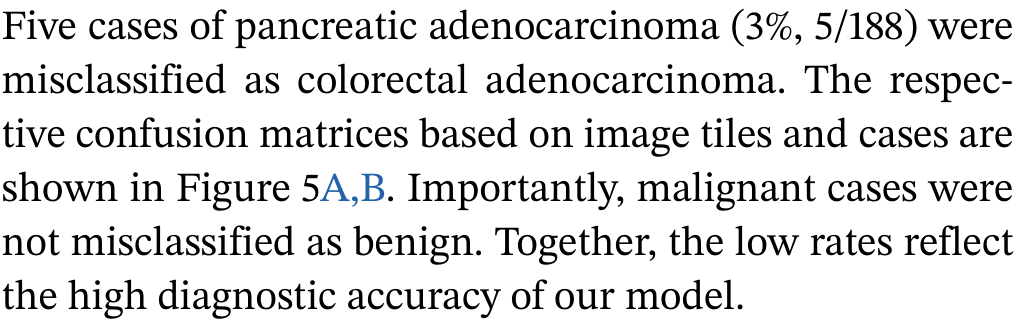 Five cases of pancreatic adenocarcinoma (3%, 5/188) were
misclassified as colorectal adenocarcinoma. The respec-
tive confusion matrices based on image tiles and cases are
shown in Figure 5A,B. Importantly, malignant cases were
not misclassified as benign. Together, the low rates reflect
the high diagnostic accuracy of our model.